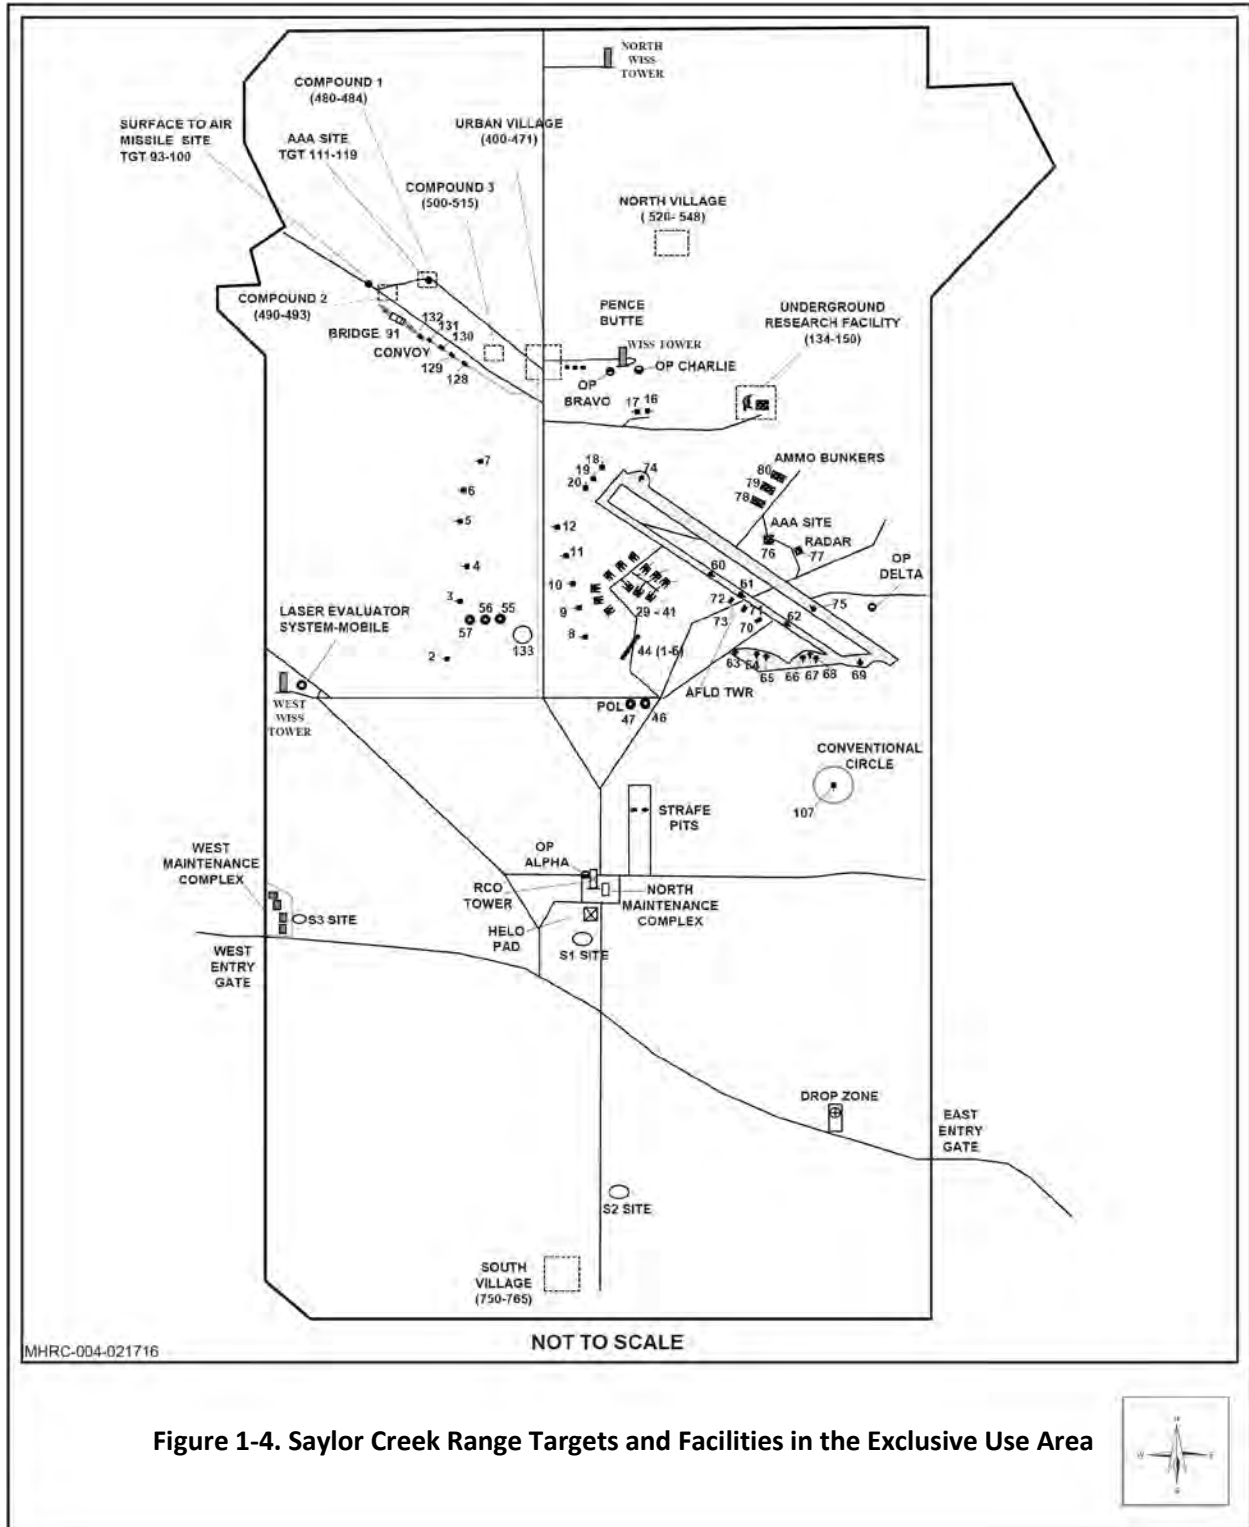 NORTH
WISS
TOWER
COMPOUND 1
(480-484)
SURFACE TO AIR
MISSILE SITE
TGT 93-100
AAA SITE
TGT 111-119
URBAN VILLAGE
(400-471)
COMPOUND 3
(500-515)
NORTH VILLAGE
( 520- 548)
COMPOUND 2
(490-493)
BRIDGE 91
132
131
130
CONVOY
129
128
PENCE
BUTTE
WISS TOWER
OP CHARLIE
OP
BRAVO
UNDERGROUND
RESEARCH FACILITY
(134-150)
17 16
7
6
5
4
3
2
18
19
20
74
80
79
78
AMMO BUNKERS
AAA SITE
76
RADAR
77
OP
DELTA
12
11
10
9
8
29 - 41
60
61
72
73
71
70
62
75
LASER EVALUATOR
SYSTEM-MOBILE
57
56
55
133
44 (1-6)
63
64
65
66
67
68
69
AFLD TWR
WEST
WISS
TOWER
POL
47
46
CONVENTIONAL
CIRCLE
107
STRAFE
PITS
OP
ALPHA
RCO
TOWER
NORTH
MAINTENANCE
COMPLEX
WEST
MAINTENANCE
COMPLEX
S3 SITE
HELO
PAD
S1 SITE
WEST
ENTRY
GATE
DROP ZONE
EAST
ENTRY
GATE
S2 SITE
SOUTH
VILLAGE
(750-765)
NOT TO SCALE
MHRC-004-021716
Figure 1-4. Saylor Creek Range Targets and Facilities in the Exclusive Use Area
N
W
E
S